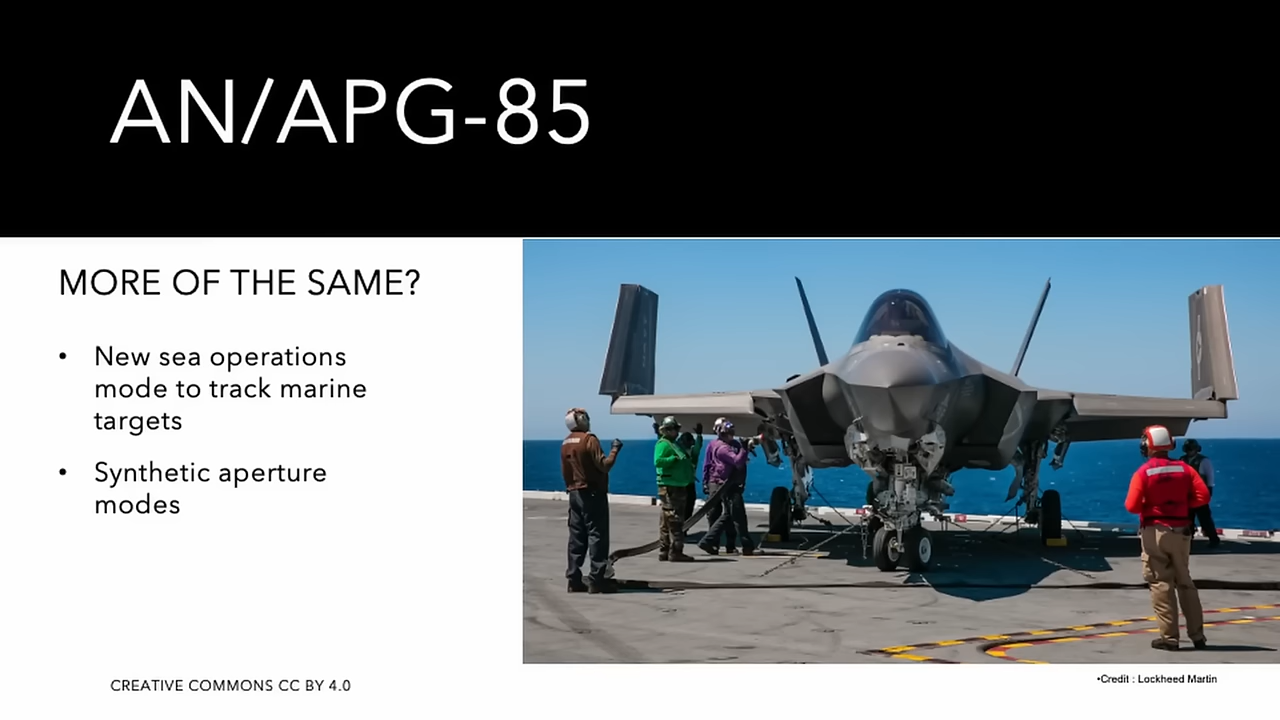 AN/APG-85
MORE OF THE SAME?
• New sea operations
mode to track marine
targets
• Synthetic aperture
modes
CREATIVE COMMONS CC BY 4.0
•Credit : Lockheed Martin